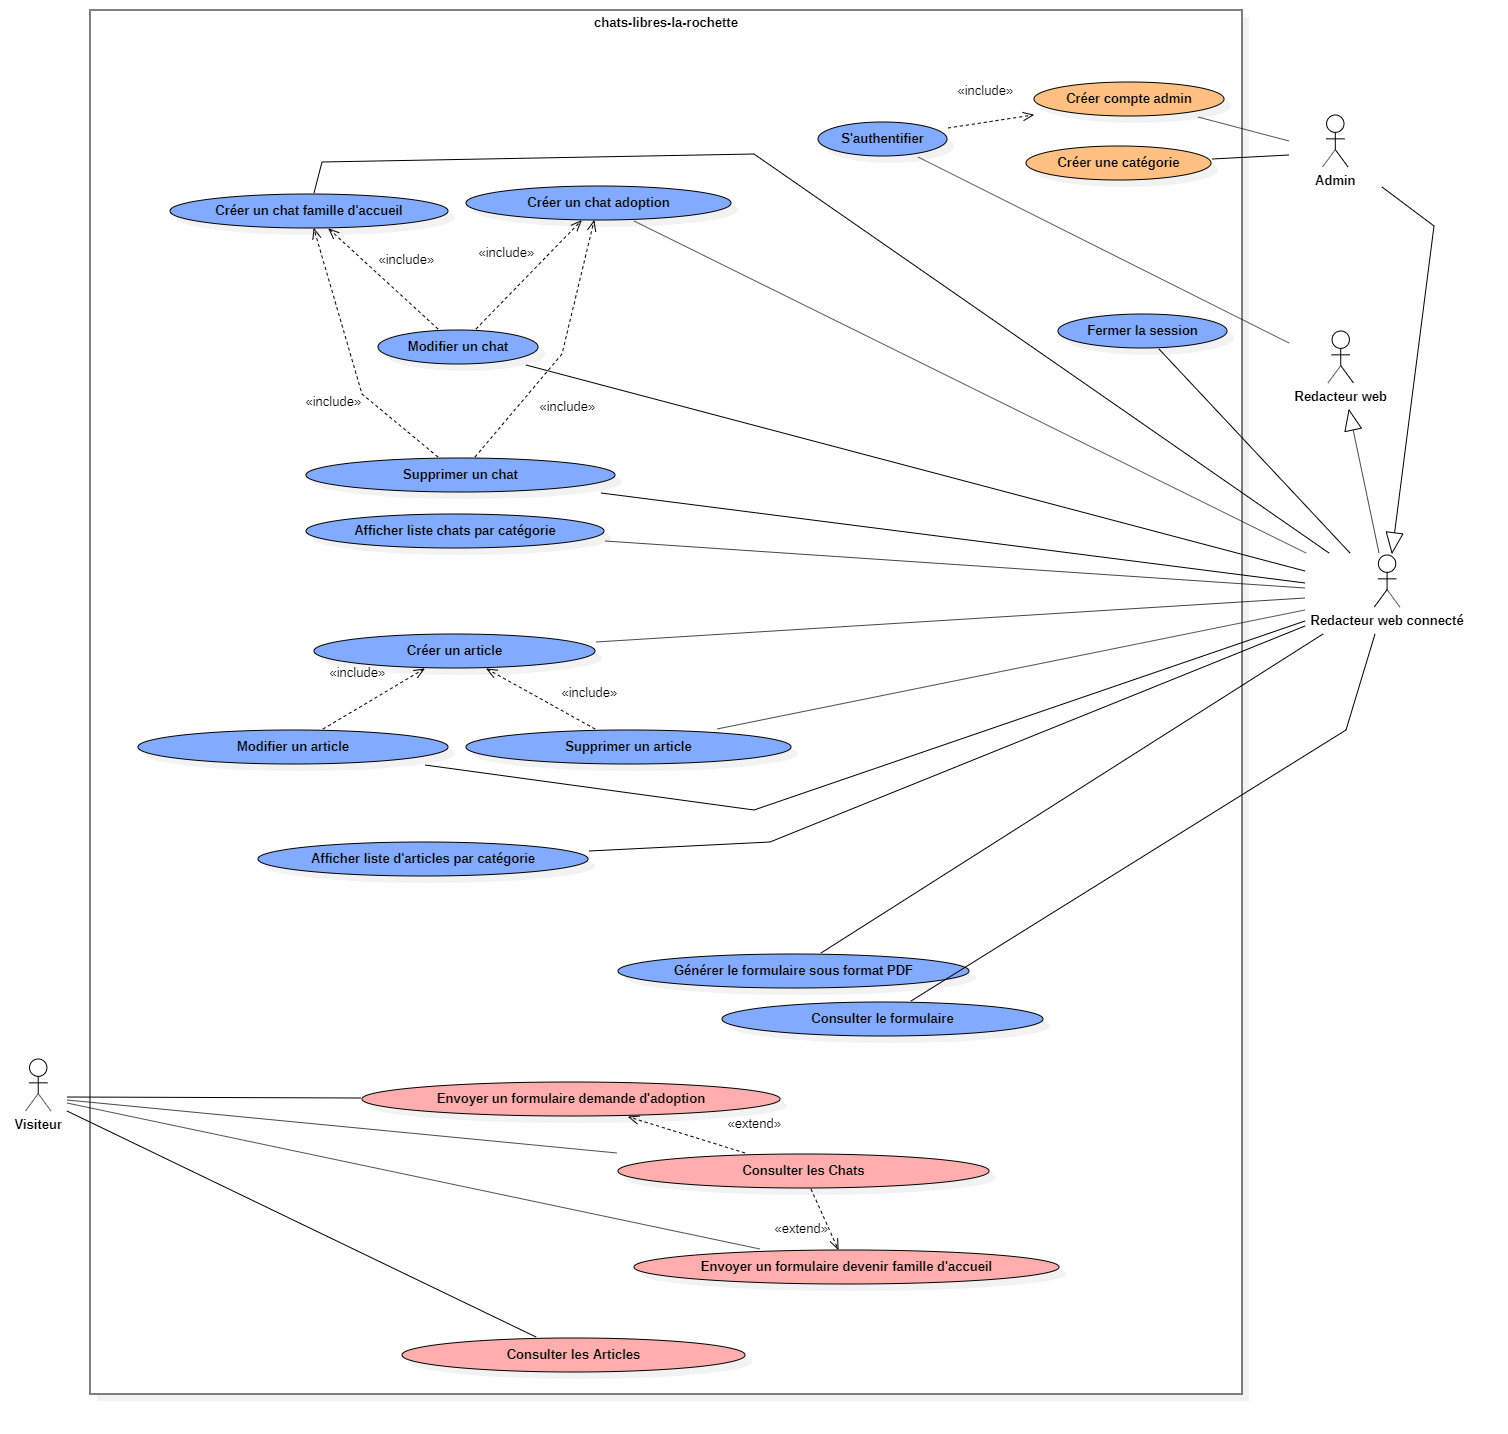 chats-libres-la-rochette
«include»
Créer compte admin
S'authentifier
Créer une catégorie
Admin
Créer un chat famille d'accueil
Créer un chat adoption
«include»
«include»
Fermer la session
Modifier un chat
Redacteur web
«include»
«include»
Supprimer un chat
Afficher liste chats par catégorie
Redacteur web connecté
Créer un article
«include»
«include»
Modifier un article
Supprimer un article
Afficher liste d'articles par catégorie
Générer le formulaire sous format PDF
Consulter le formulaire
Envoyer un formulaire demande d'adoption
Visiteur
«extend»
Consulter les Chats
«extend»
Envoyer un formulaire devenir famille d'accueil
Consulter les Articles